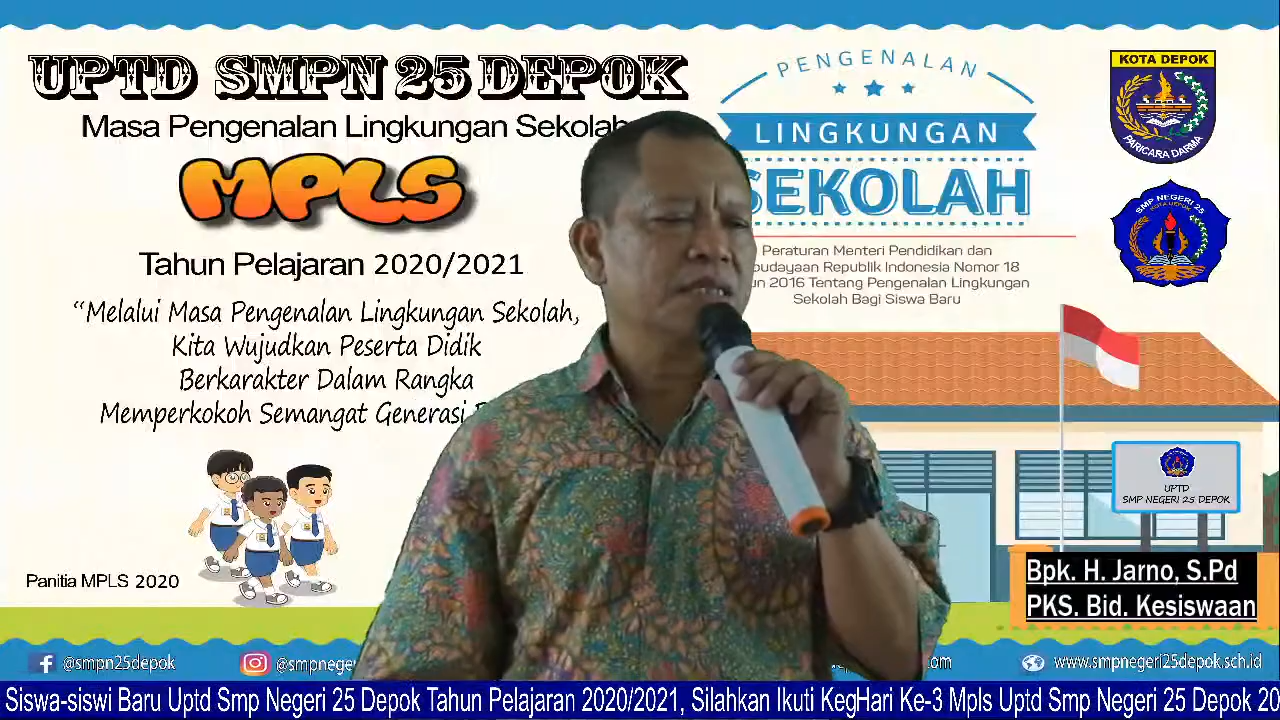 UPTD SMPN 25 DEPOK
Masa Pengenalan Lingkungan Sekolah
MPLS
Tahun Pelajaran 2020/2021
“Melalui Masa Pengenalan Lingkungan Sekolah,
Kita Wujudkan Peserta Didik
Berkarakter Dalam Rangka
Memperkokoh Semangat Generasi
Panitia MPLS 2020
PENGENALAN
LINGKUNGAN
SEKOLAH
Peraturan Menteri Pendidikan dan
budayaan Republik Indonesia Nomor 18
2016 Tentang Pengenalan Lingkungan
Sekolah Bagi Siswa Baru
KOTA DEPOK
PARICARA DARMA
SMP NEGERI 25
KOTA DEPOK
UPTD
SMP NEGERI 25 DEPOK
Bpk. H. Jarno, S.Pd
PKS. Bid. Kesiswaan
@smpn25depok
@smpnege
.com
www.smpnegeri25depok.sch.id
Siswa-siswi Baru Uptd Smp Negeri 25 Depok Tahun Pelajaran 2020/2021, Silahkan Ikuti KegHari Ke-3 Mpls Uptd Smp Negeri 25 Depok 20